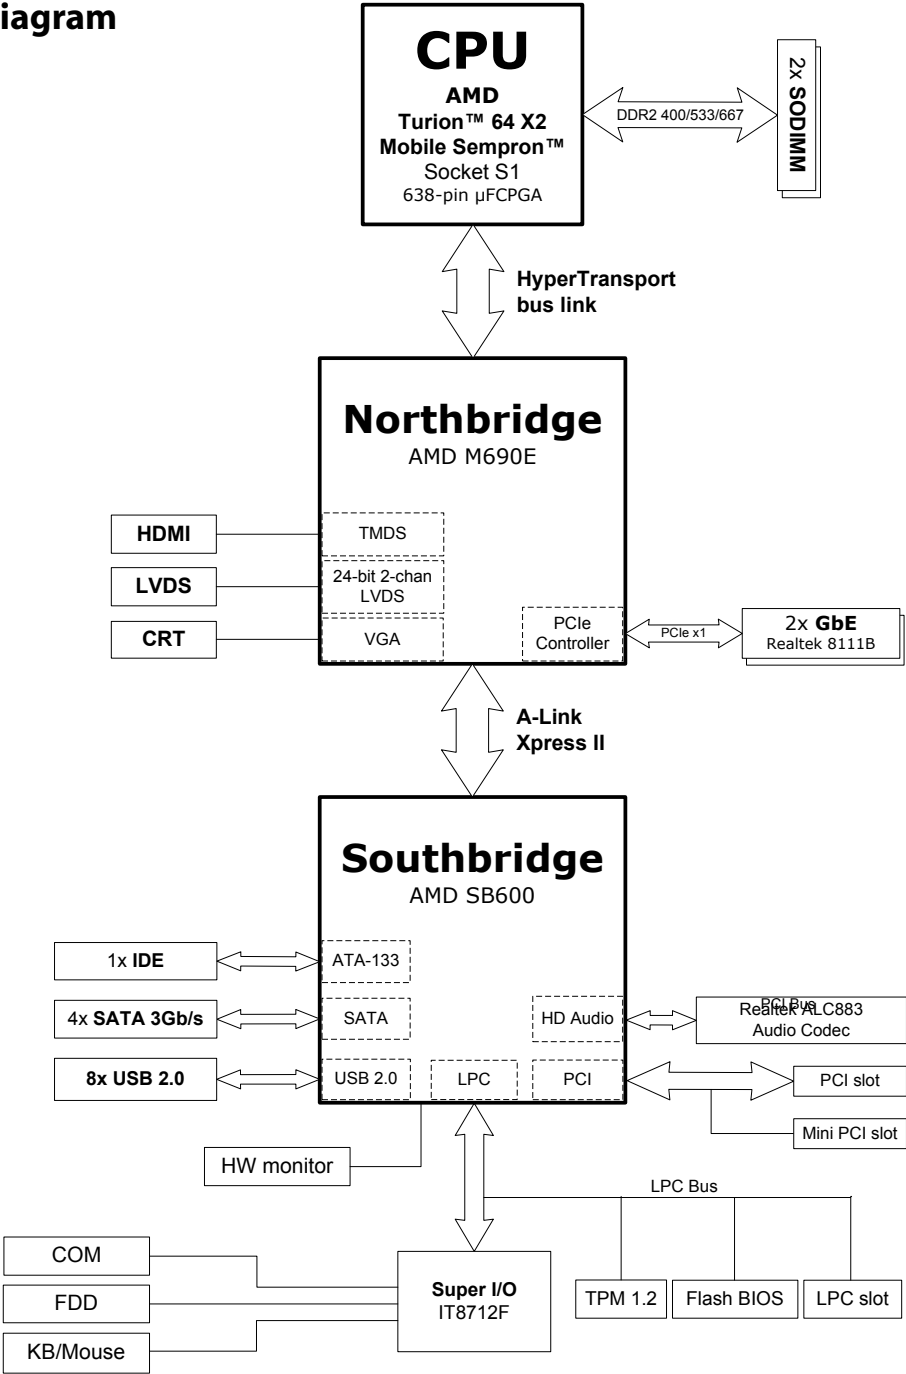 iagram
CPU
AMD
Turion™ 64 X2
Mobile Sempron™
Socket S1
638-pin µFCPGA
DDR2 400/533/667
2x SODIMM
HyperTransport
bus link
Northbridge
AMD M690E
HDMI
TMDS
LVDS
24-bit 2-chan
LVDS
CRT
VGA
PCIe
Controller
PCIe x1
2x GbE
Realtek 8111B
A-Link
Xpress II
Southbridge
AMD SB600
1x IDE
ATA-133
4x SATA 3Gb/s
SATA
HD Audio
PCI Bus
Realtek ALC883
Audio Codec
8x USB 2.0
USB 2.0
LPC
PCI
PCI slot
Mini PCI slot
HW monitor
LPC Bus
COM
FDD
KB/Mouse
Super I/O
IT8712F
TPM 1.2
Flash BIOS
LPC slot